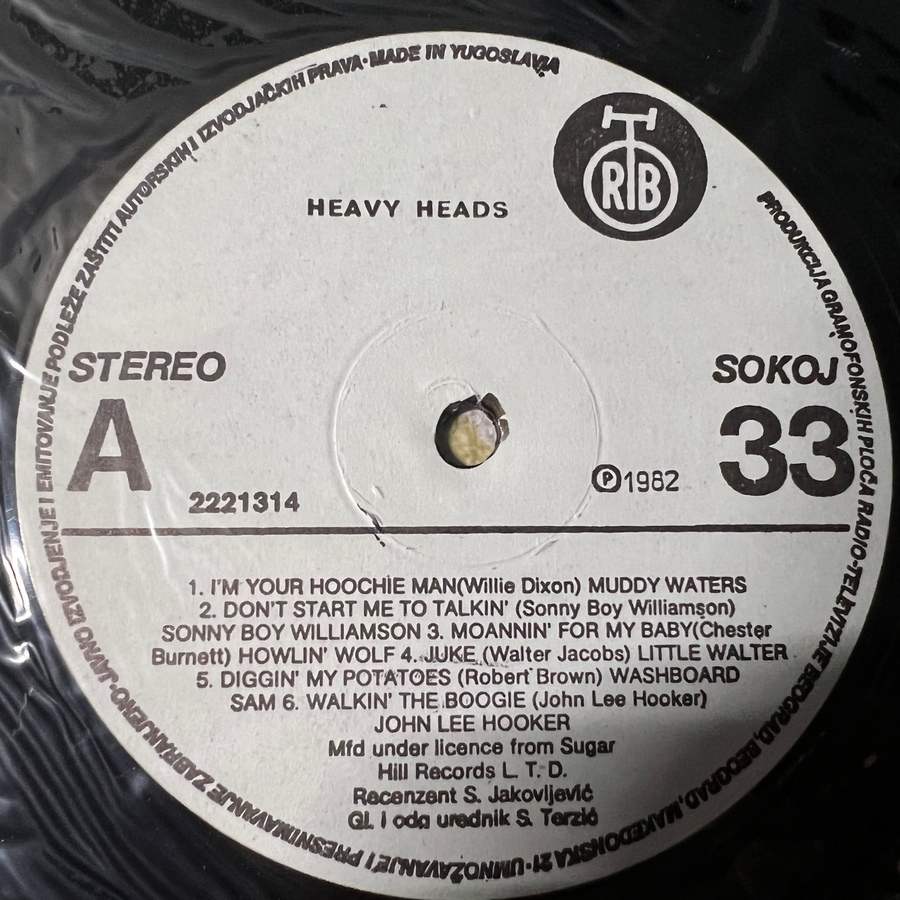 JAVNO IZVODJENJE I EMITOVANJE PODLEŽE ZAŠTITI AUTORSKIH I IZVODJAČKIH PRAVA · MADE IN YUGOSLAVIA
PRODUKCIJA GRAMOFONSKIH PLOČA RADIO-TELEVIZIJE BEOGRAD, BEOGRAD, MAKEDONSKA 21 · UMNOŽAVANJE I PRESNIMAVANJE ZABRANJENO ·
RTB
HEAVY HEADS
STEREO
SOKOJ
A
33
2221314
Ⓟ1982
1. I'M YOUR HOOCHIE MAN(Willie Dixon) MUDDY WATERS
2. DON'T START ME TO TALKIN' (Sonny Boy Williamson)
SONNY BOY WILLIAMSON 3. MOANNIN' FOR MY BABY(Chester
Burnett) HOWLIN' WOLF 4. JUKE (Walter Jacobs) LITTLE WALTER
5. DIGGIN' MY POTATOES (Robert Brown) WASHBOARD
SAM 6. WALKIN' THE BOOGIE (John Lee Hooker)
JOHN LEE HOOKER
Mfd under licence from Sugar
Hill Records L. T. D.
Recenzent S. Jakovljević
Gl. i odg urednik S. Terzić